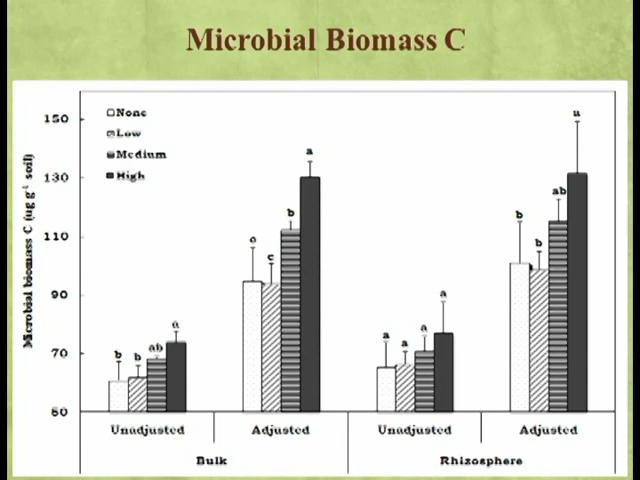 Microbial Biomass C
None
Low
Medium
High
Microbial biomass C (ug g-1 soil)
150
130
110
90
70
50
b
b
ab
a
c
c
b
a
a
a
a
a
b
b
ab
a
Unadjusted
Adjusted
Unadjusted
Adjusted
Bulk
Rhizosphere